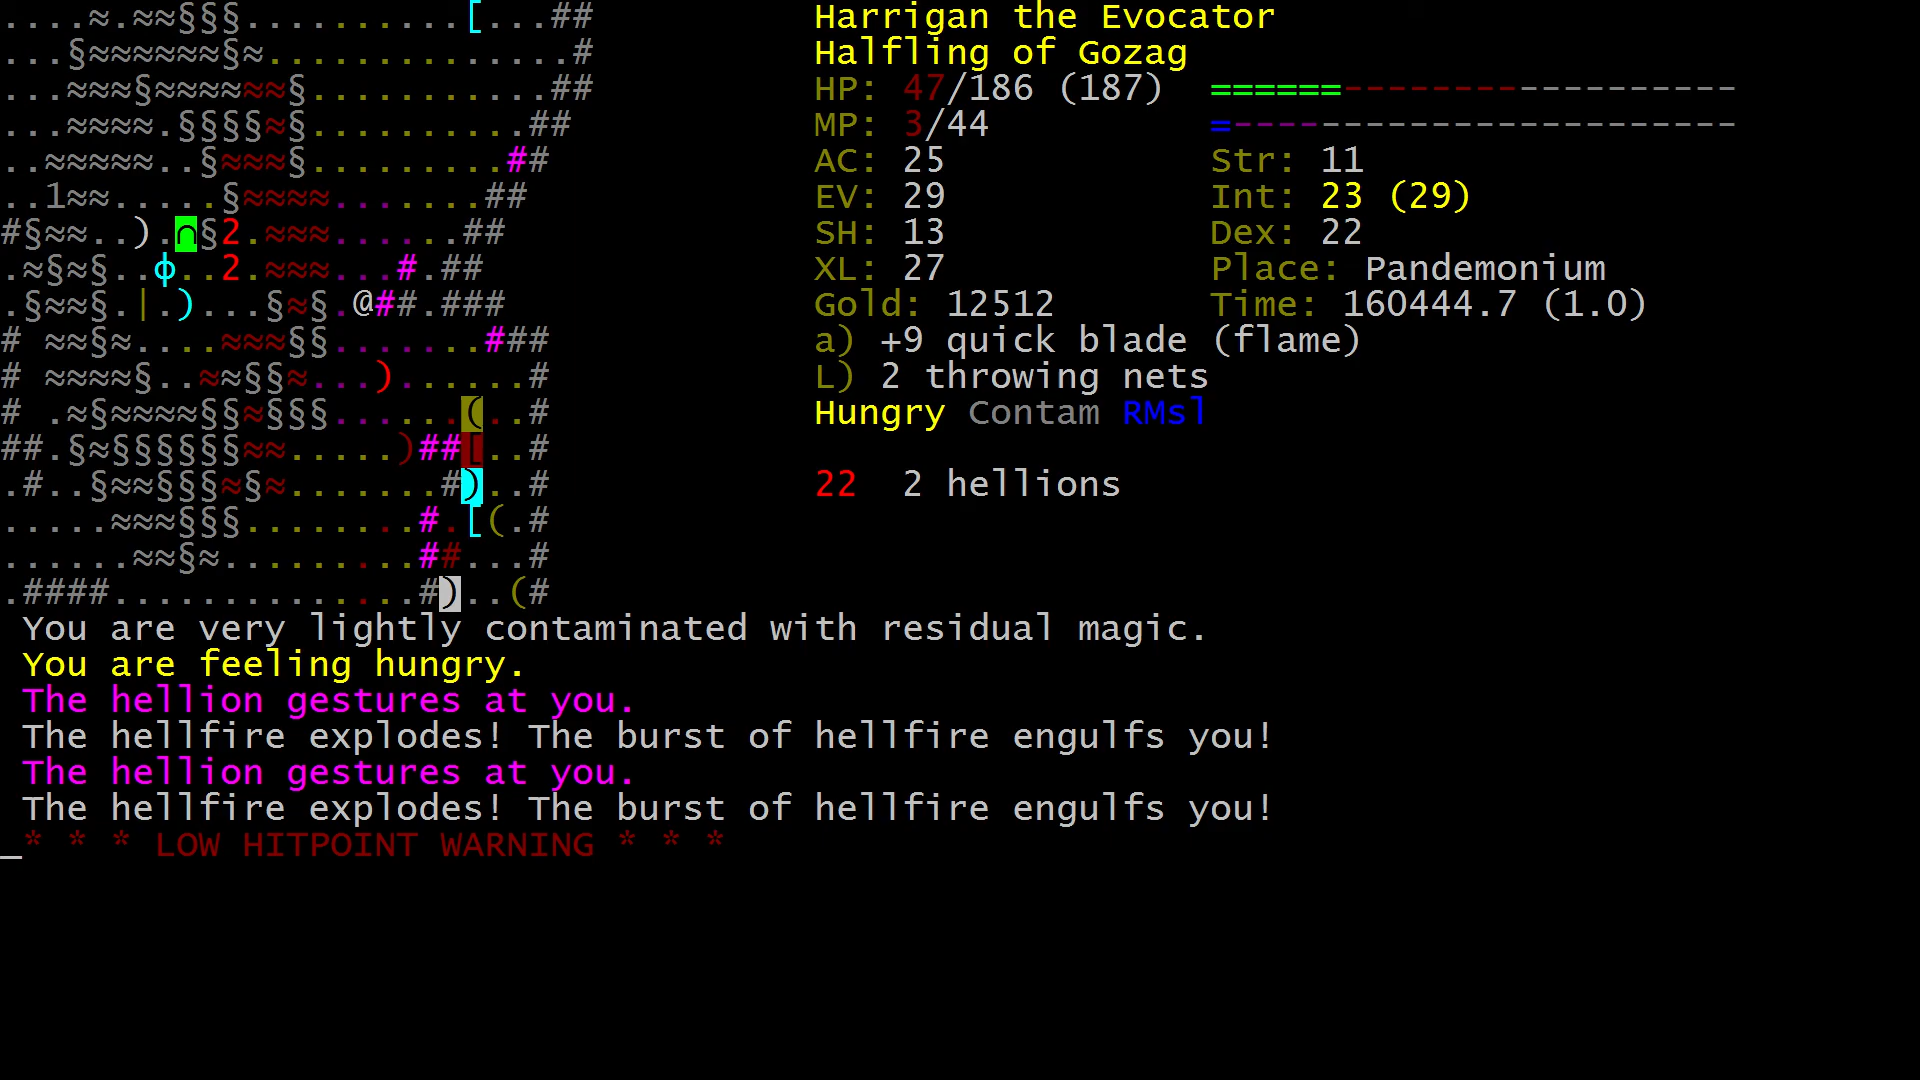 ....≈.≈≈§§§..........[...## Harrigan the Evocator
...§≈≈≈≈≈≈§≈..............# Halfling of Gozag
...≈≈≈§≈≈≈≈≈≈§...........## HP: 47/186 (187) ======------------------
...≈≈≈≈.§§§§≈§..........## MP: 3/44 =-----------------------
..≈≈≈≈≈..§≈≈≈§.........## AC: 25 Str: 11
..1≈≈.....§≈≈≈≈.......## EV: 29 Int: 23 (29)
#§≈≈..).∩§2.≈≈≈......## SH: 13 Dex: 22
.≈§≈§..ф..2.≈≈≈...#.## XL: 27 Place: Pandemonium
.§≈≈§.|.)...§≈§.@##.### Gold: 12512 Time: 160444.7 (1.0)
# ≈≈§≈....≈≈≈§§.......### a) +9 quick blade (flame)
# ≈≈≈≈§..≈≈§§≈...)......# L) 2 throwing nets
# .≈§≈≈≈≈§§≈§§§......(..# Hungry Contam RMsl
##.§≈§§§§§§≈≈.....)##[..#
.#..§≈≈§§§≈§≈.......#)..# 22 2 hellions
.....≈≈≈§§§........#.[(.#
......≈≈§≈.........##...#
.####..............#)..(#
You are very lightly contaminated with residual magic.
You are feeling hungry.
The hellion gestures at you.
The hellfire explodes! The burst of hellfire engulfs you!
The hellion gestures at you.
The hellfire explodes! The burst of hellfire engulfs you!
_* * * LOW HITPOINT WARNING * * *